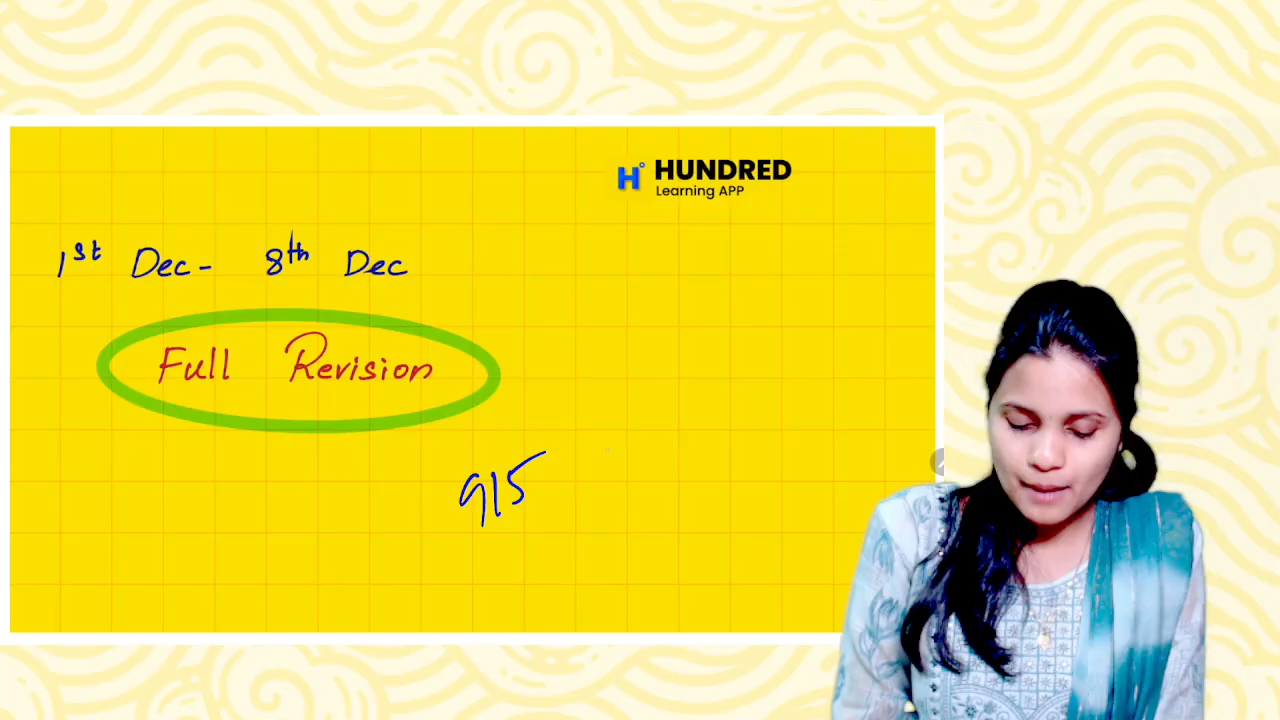 HUNDRED
Learning APP
1st Dec - 8th Dec
Full Revision
915